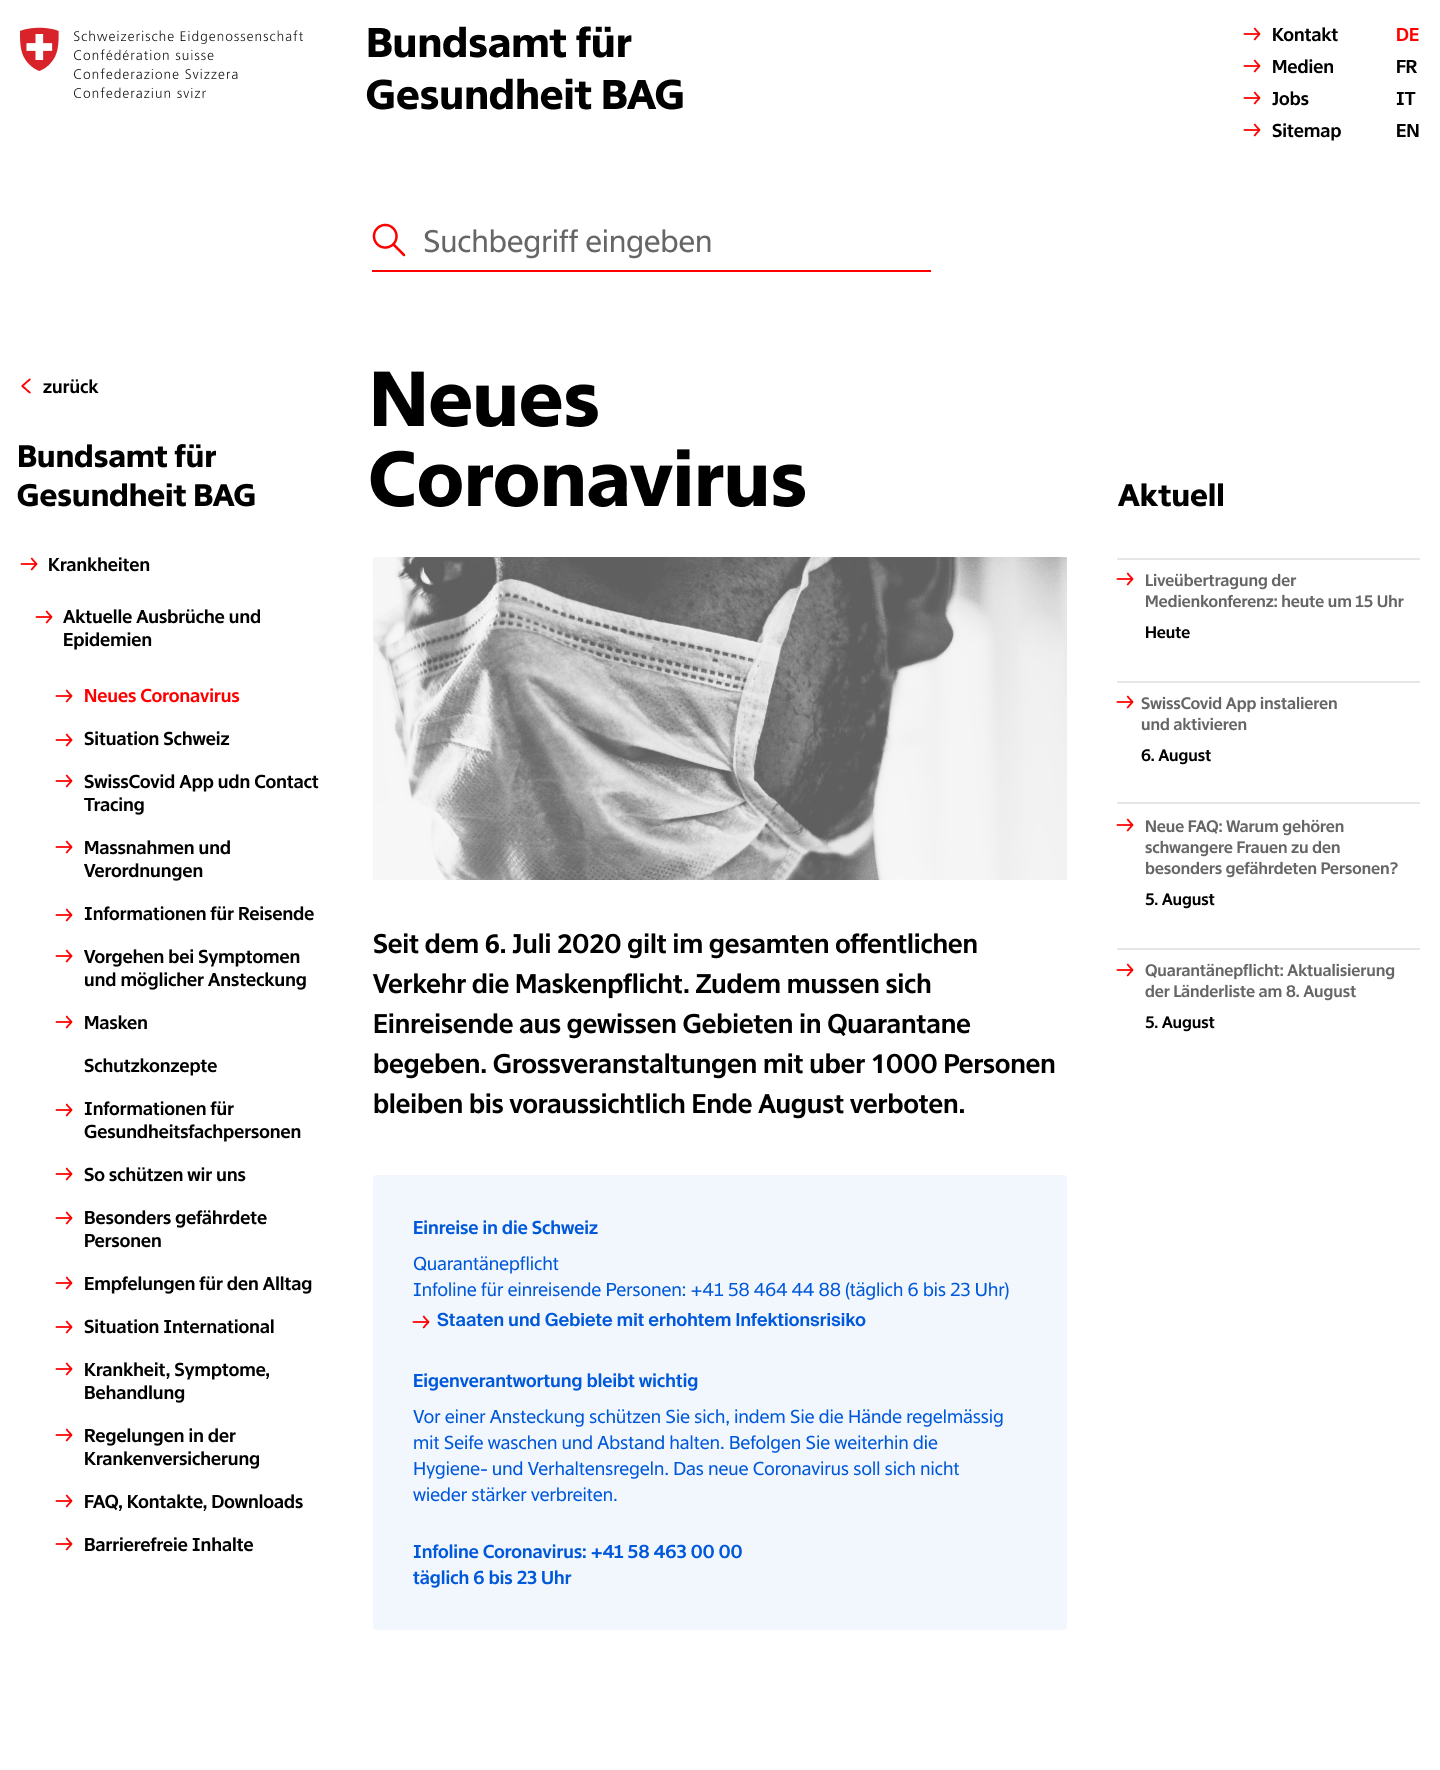 Schweizerische Eidgenossenschaft
Confédération suisse
Confederazione Svizzera
Confederaziun svizr
Bundsamt für
Gesundheit BAG
Kontakt
Medien
Jobs
Sitemap
DE
FR
IT
EN
Suchbegriff eingeben
zurück
Bundsamt für
Gesundheit BAG
Krankheiten
Aktuelle Ausbrüche und
Epidemien
Neues Coronavirus
Situation Schweiz
SwissCovid App udn Contact
Tracing
Massnahmen und
Verordnungen
Informationen für Reisende
Vorgehen bei Symptomen
und möglicher Ansteckung
Masken
Schutzkonzepte
Informationen für
Gesundheitsfachpersonen
So schützen wir uns
Besonders gefährdete
Personen
Empfelungen für den Alltag
Situation International
Krankheit, Symptome,
Behandlung
Regelungen in der
Krankenversicherung
FAQ, Kontakte, Downloads
Barrierefreie Inhalte
Neues
Coronavirus
Seit dem 6. Juli 2020 gilt im gesamten offentlichen
Verkehr die Maskenpflicht. Zudem mussen sich
Einreisende aus gewissen Gebieten in Quarantane
begeben. Grossveranstaltungen mit uber 1000 Personen
bleiben bis voraussichtlich Ende August verboten.
Einreise in die Schweiz
Quarantänepflicht
Infoline für einreisende Personen: +41 58 464 44 88 (täglich 6 bis 23 Uhr)
Staaten und Gebiete mit erhohtem Infektionsrisiko
Eigenverantwortung bleibt wichtig
Vor einer Ansteckung schützen Sie sich, indem Sie die Hände regelmässig
mit Seife waschen und Abstand halten. Befolgen Sie weiterhin die
Hygiene- und Verhaltensregeln. Das neue Coronavirus soll sich nicht
wieder stärker verbreiten.
Infoline Coronavirus: +41 58 463 00 00
täglich 6 bis 23 Uhr
Aktuell
Liveübertragung der
Medienkonferenz: heute um 15 Uhr
Heute
SwissCovid App instalieren
und aktivieren
6. August
Neue FAQ: Warum gehören
schwangere Frauen zu den
besonders gefährdeten Personen?
5. August
Quarantänepflicht: Aktualisierung
der Länderliste am 8. August
5. August